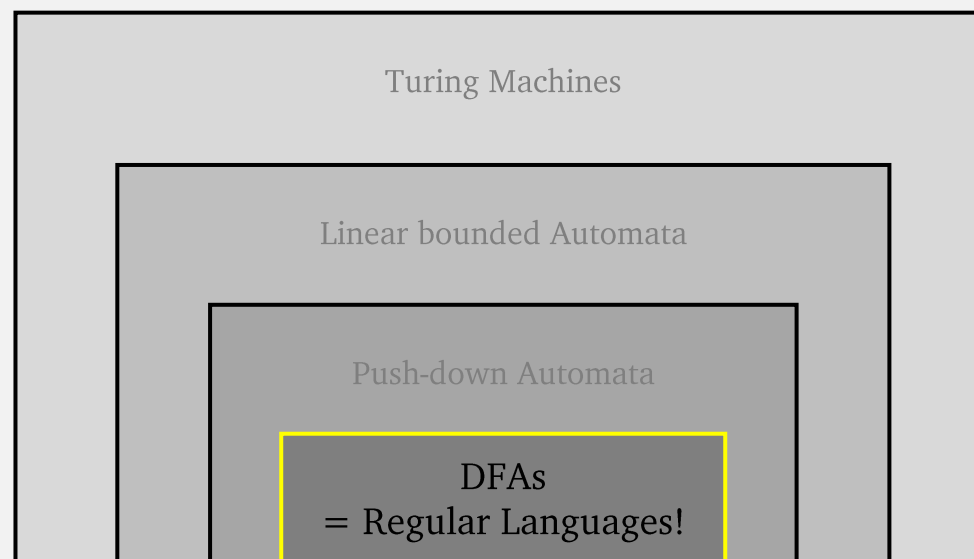 Turing Machines
Linear bounded Automata
Push-down Automata
DFAs
= Regular Languages!